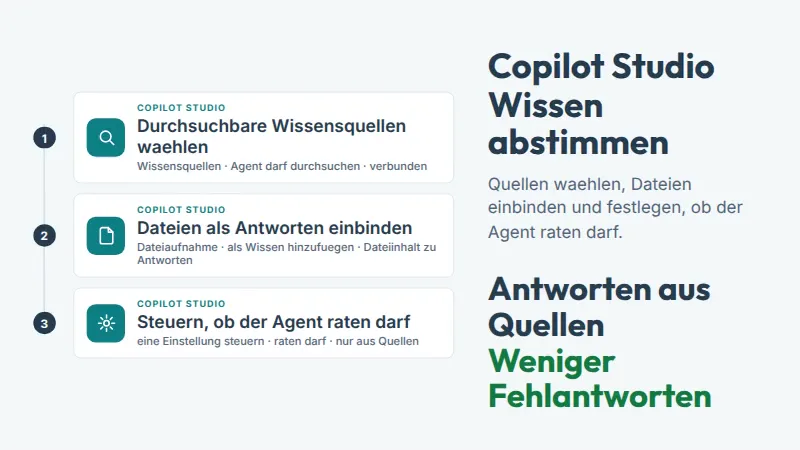 1
COPILOT STUDIO
Durchsuchbare Wissensquellen
waehlen
Wissensquellen · Agent darf durchsuchen · verbunden
2
COPILOT STUDIO
Dateien als Antworten einbinden
Dateiaufnahme · als Wissen hinzufuegen · Dateiinhalt zu
Antworten
3
COPILOT STUDIO
Steuern, ob der Agent raten darf
eine Einstellung steuern · raten darf · nur aus Quellen
Copilot Studio
Wissen
abstimmen
Quellen waehlen, Dateien
einbinden und festlegen, ob der
Agent raten darf.
Antworten aus
Quellen
Weniger
Fehlantworten